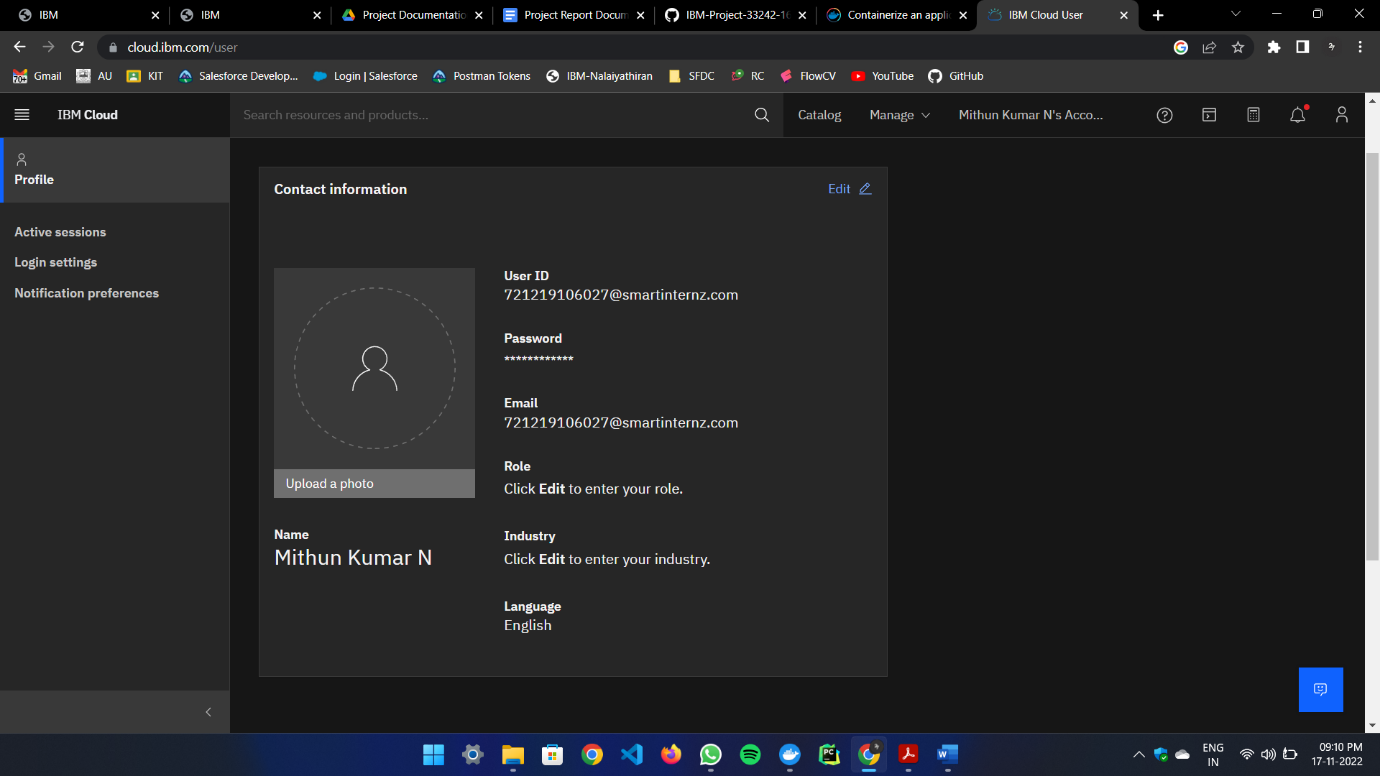 IBM
IBM
Project Documentatio
Project Report Docum
IBM-Project-33242-16
Containerize an appli
IBM Cloud User
cloud.ibm.com/user
Gmail
AU
KIT
Salesforce Develop...
Login | Salesforce
Postman Tokens
IBM-Nalaiyathiran
SFDC
RC
FlowCV
YouTube
GitHub
IBM Cloud
Search resources and products...
Catalog
Manage
Mithun Kumar N's Acco...
Profile
Active sessions
Login settings
Notification preferences
Contact information
Edit
Upload a photo
Name
Mithun Kumar N
User ID
721219106027@smartinternz.com
Password
************
Email
721219106027@smartinternz.com
Role
Click Edit to enter your role.
Industry
Click Edit to enter your industry.
Language
English
ENG
IN
09:10 PM
17-11-2022